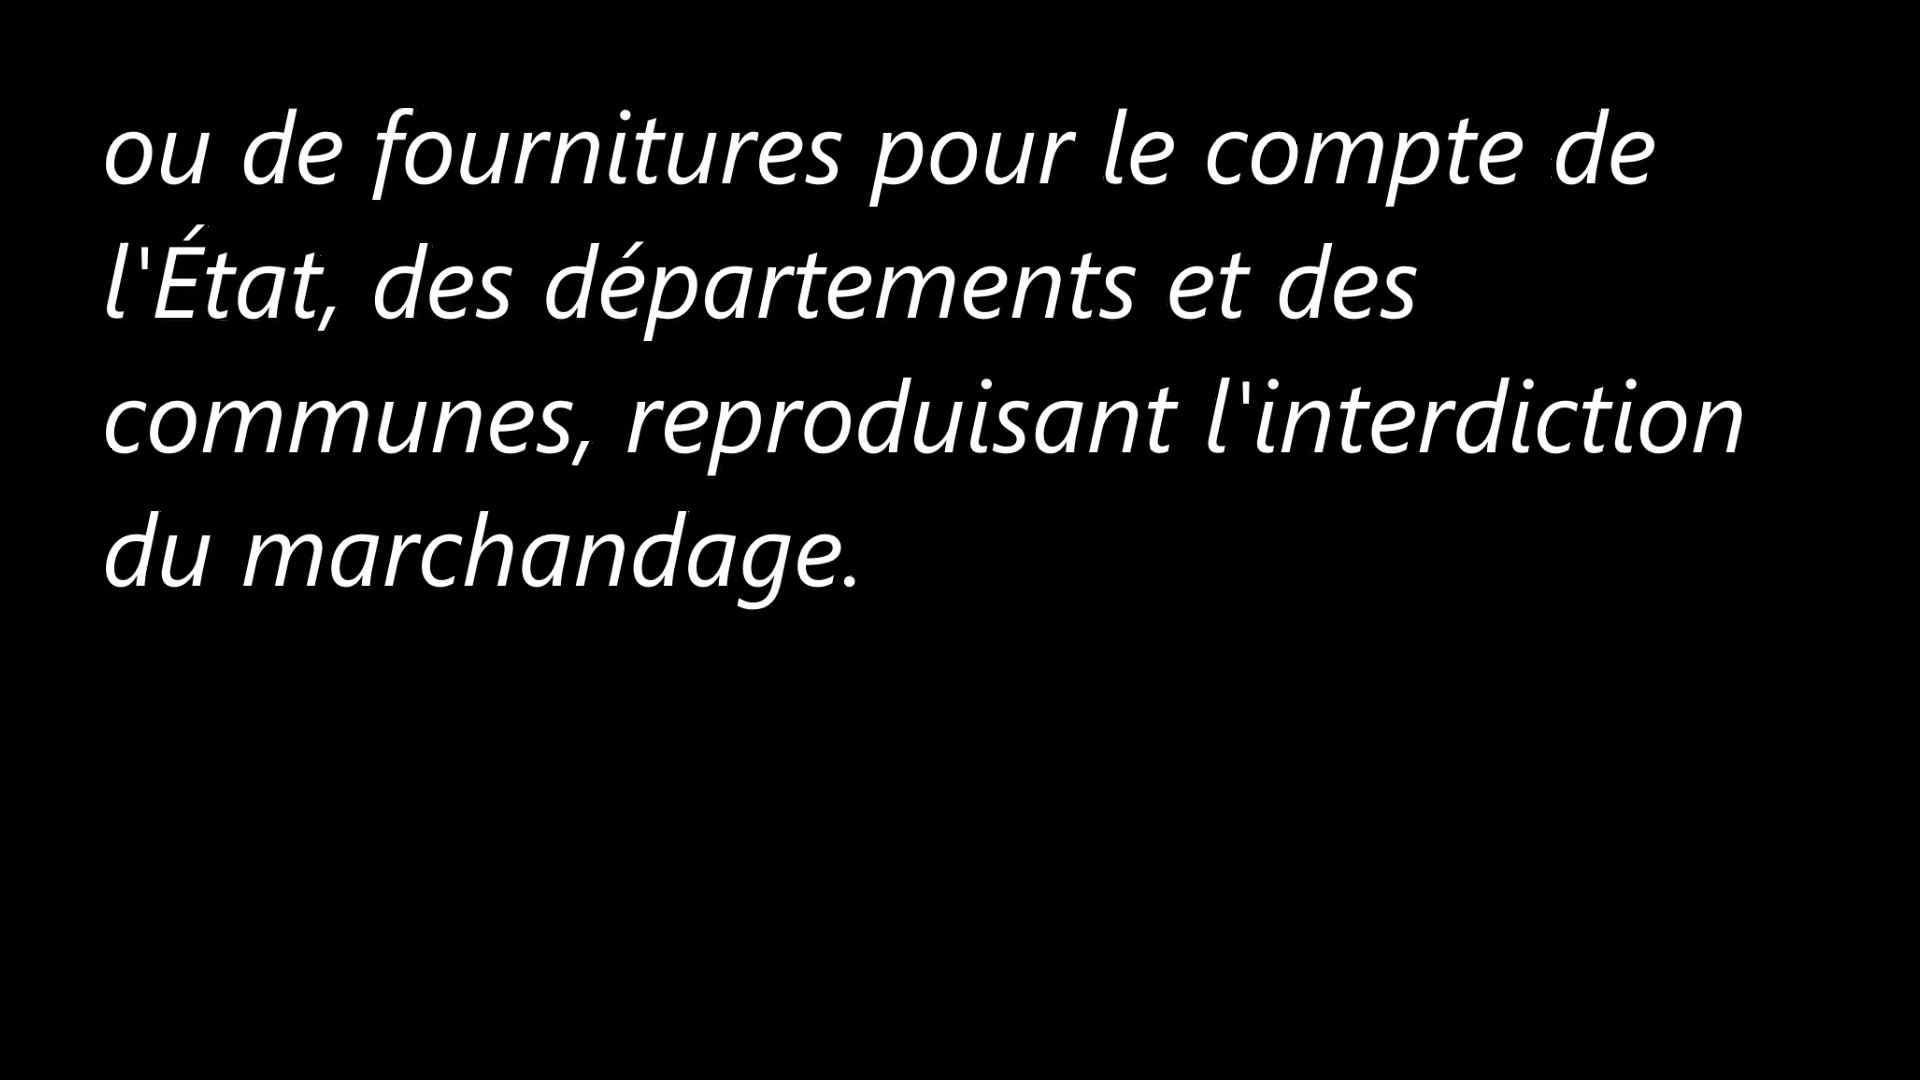 ou de fournitures pour le compte de
l'État, des départements et des
communes, reproduisant l'interdiction
du marchandage.